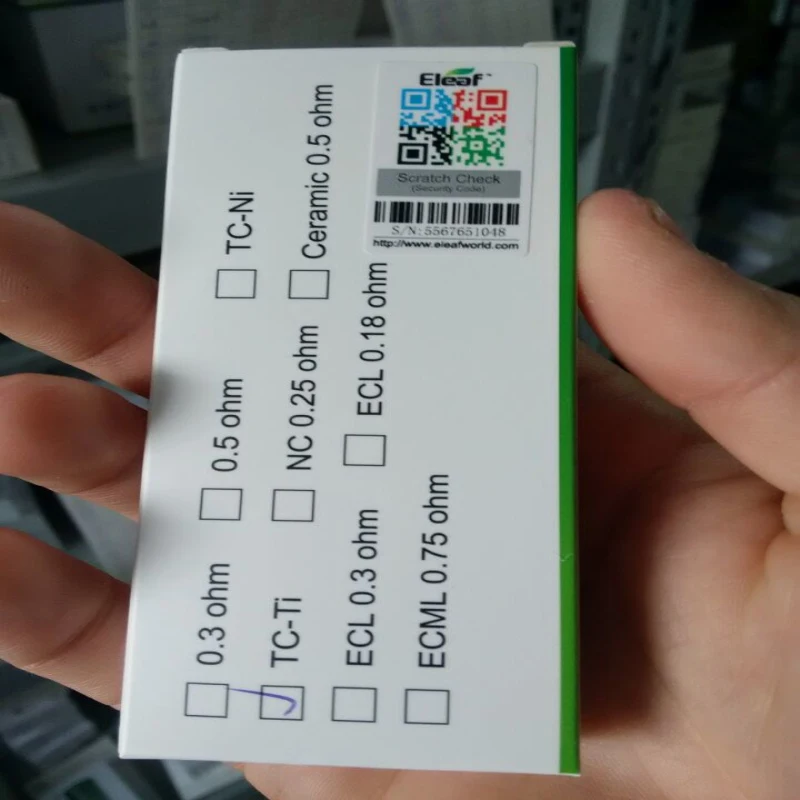 Eleaf
Scratch Check
(Security Code)
S/N: 5567651048
http://www.eleafworld.com
0.3 ohm
0.5 ohm
TC-Ni
TC-Ti
NC 0.25 ohm
Ceramic 0.5 ohm
ECL 0.3 ohm
ECL 0.18 ohm
ECML 0.75 ohm